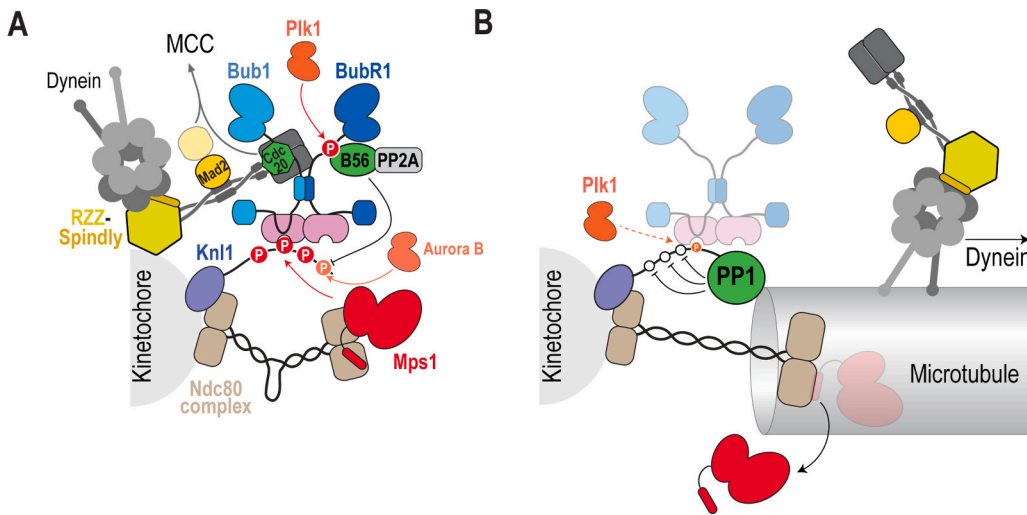 A
MCC
Dynein
Plk1
Bub1
BubR1
P
Cdc
20
B56
PP2A
Mad2
RZZ-
Spindly
Knl1
P
P
P
P
Aurora B
Kinetochore
Mps1
Ndc80
complex
B
Plk1
P
PP1
Dynein
Kinetochore
Microtubule